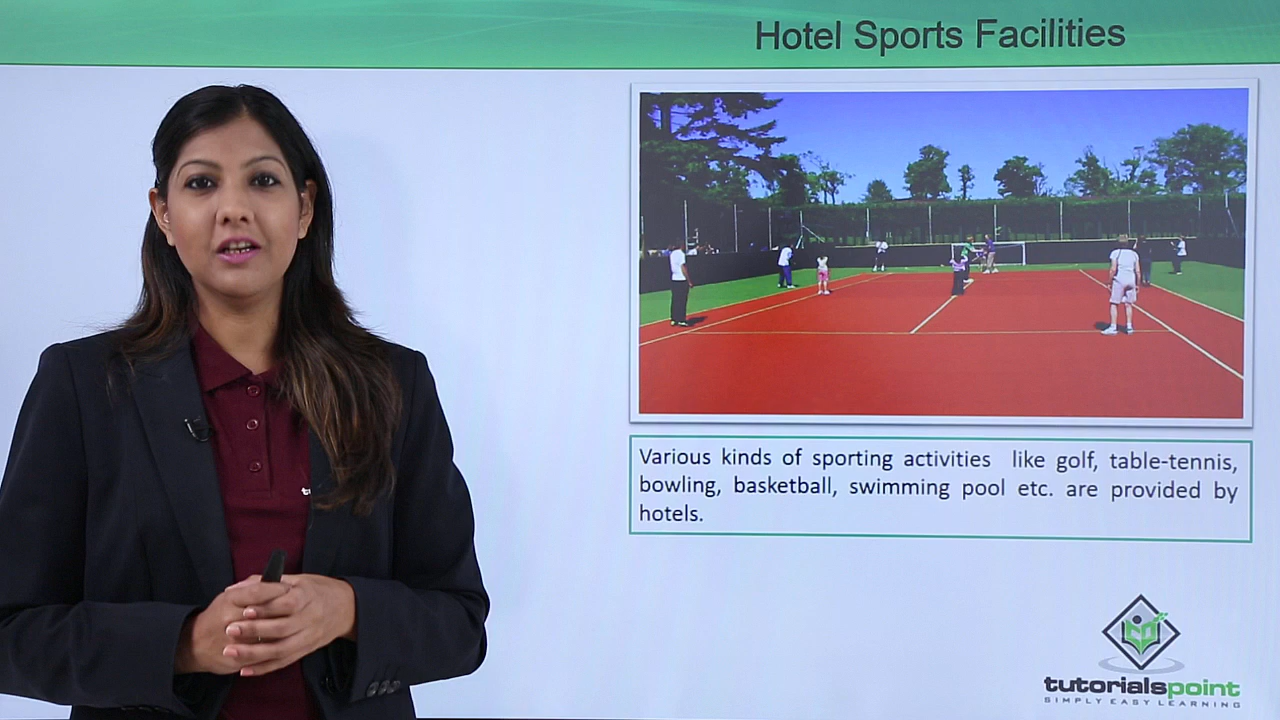 Hotel Sports Facilities
Various kinds of sporting activities like golf, table-tennis,
bowling, basketball, swimming pool etc. are provided by
hotels.
tutorialspoint
SIMPLY EASY LEARNING